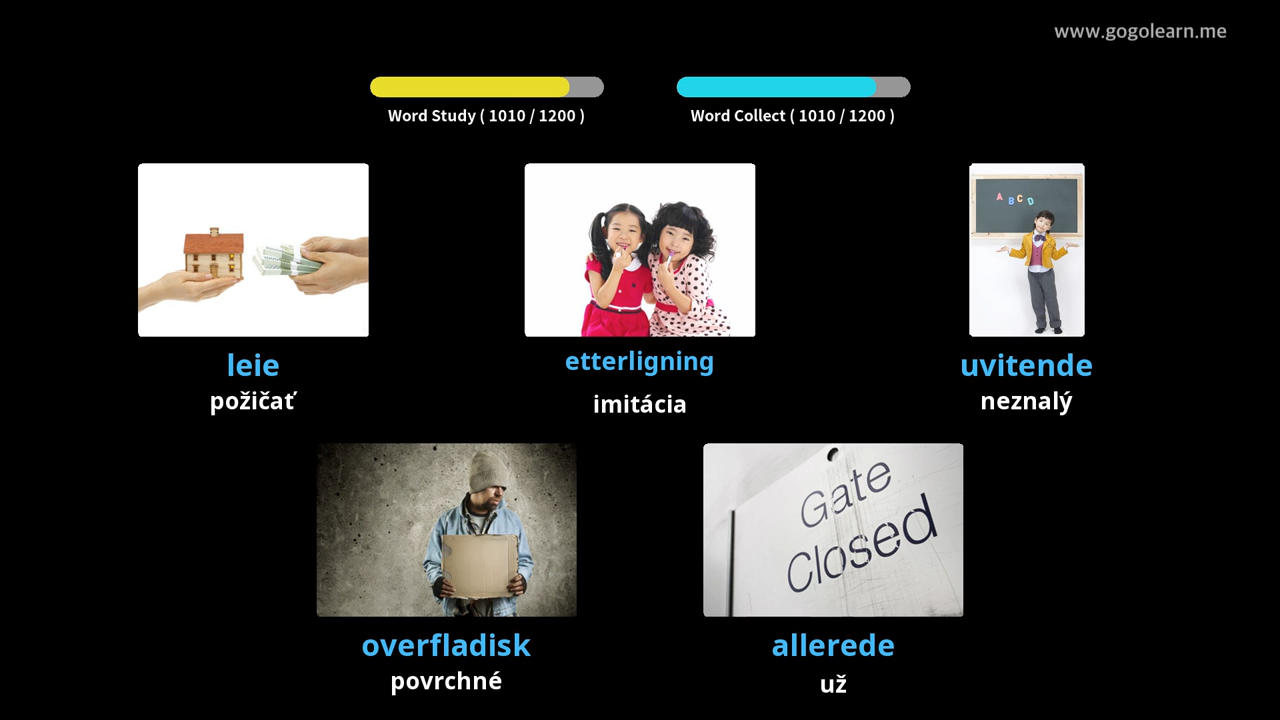 www.gogolearn.me
Word Study ( 1010 / 1200 )
Word Collect ( 1010 / 1200 )
A B C D
leie
požičať
etterligning
imitácia
uvitende
neznalý
Gate
Closed
overfladisk
povrchné
allerede
už